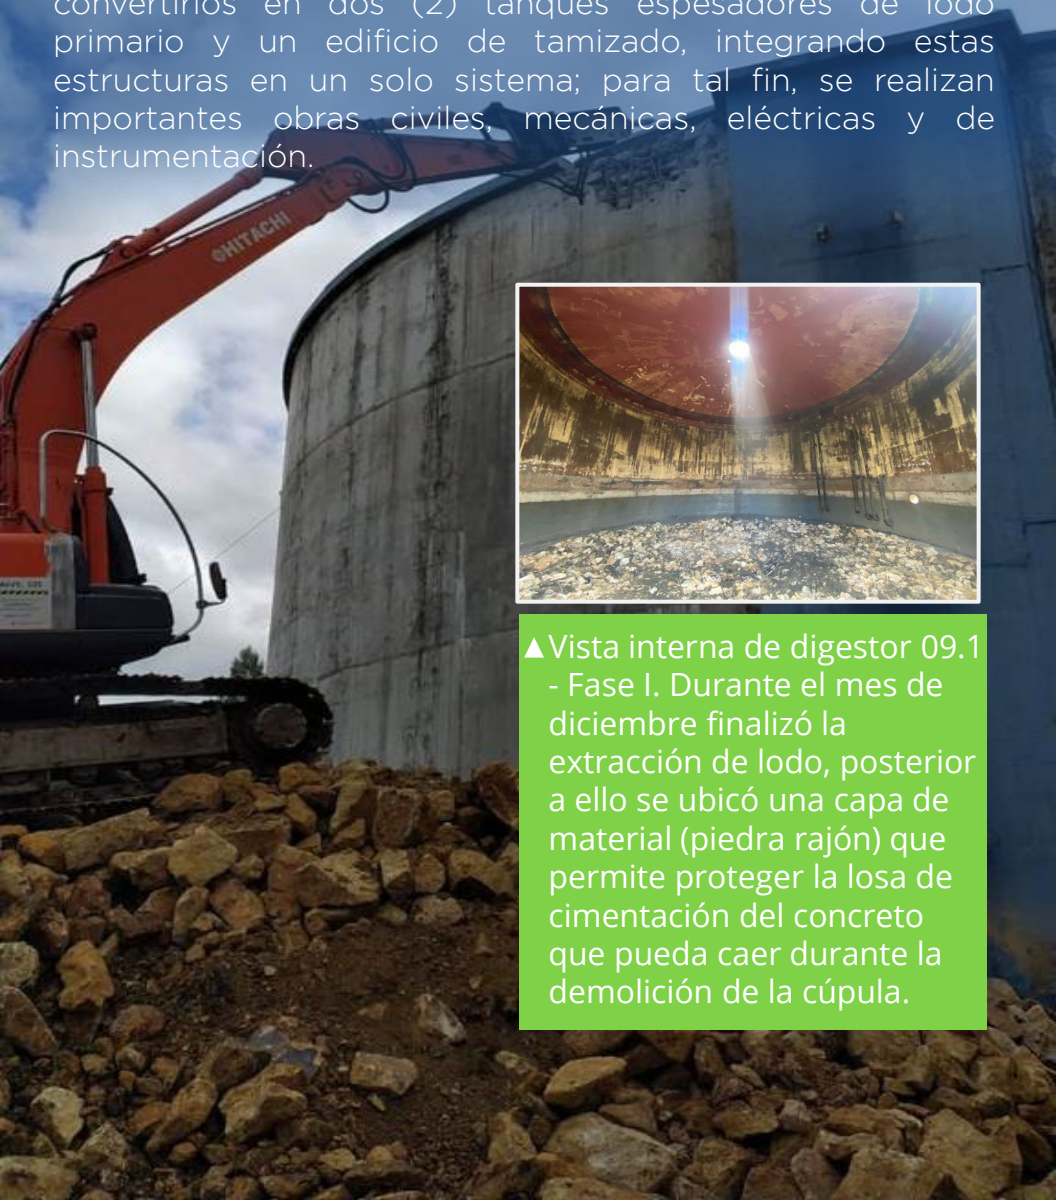 convertirlos en dos (2) tanques espesadores de lodo
primario y un edificio de tamizado, integrando estas
estructuras en un solo sistema; para tal fin, se realizan
importantes obras civiles, mecánicas, eléctricas y de
instrumentación.
HITACHI
▲Vista interna de digestor 09.1
- Fase I. Durante el mes de
diciembre finalizó la
extracción de lodo, posterior
a ello se ubicó una capa de
material (piedra rajón) que
permite proteger la losa de
cimentación del concreto
que pueda caer durante la
demolición de la cúpula.